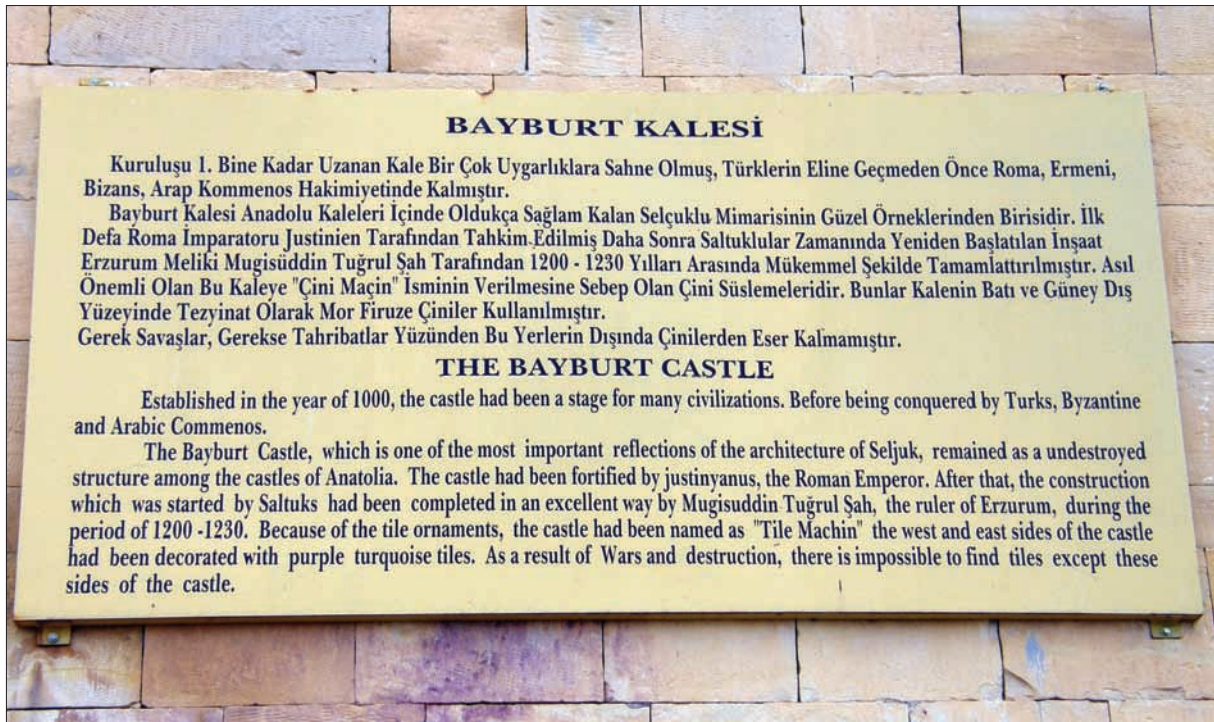 BAYBURT KALESİ
Kuruluşu 1. Bine Kadar Uzanan Kale Bir Çok Uygarlıklara Sahne Olmuş, Türklerin Eline Geçmeden Önce Roma, Ermeni,
Bizans, Arap Kommenos Hakimiyetinde Kalmıştır.
Bayburt Kalesi Anadolu Kaleleri İçinde Oldukça Sağlam Kalan Selçuklu Mimarisinin Güzel Örneklerinden Birisidir. İlk
Defa Roma İmparatoru Justinien Tarafından Tahkim Edilmiş Daha Sonra Saltuklular Zamanında Yeniden Başlatılan İnşaat
Erzurum Meliki Mugisüddin Tuğrul Şah Tarafından 1200 - 1230 Yılları Arasında Mükemmel Şekilde Tamamlattırılmıştır. Asıl
Önemli Olan Bu Kaleye "Çini Maçin" İsminin Verilmesine Sebep Olan Çini Süslemeleridir. Bunlar Kalenin Batı ve Güney Dış
Yüzeyinde Tezyinat Olarak Mor Firuze Çiniler Kullanılmıştır.
Gerek Savaşlar, Gerekse Tahribatlar Yüzünden Bu Yerlerin Dışında Çinilerden Eser Kalmamıştır.
THE BAYBURT CASTLE
Established in the year of 1000, the castle had been a stage for many civilizations. Before being conquered by Turks, Byzantine
and Arabic Commenos.
The Bayburt Castle, which is one of the most important reflections of the architecture of Seljuk, remained as a undestroyed
structure among the castles of Anatolia. The castle had been fortified by justinyanus, the Roman Emperor. After that, the construction
which was started by Saltuks had been completed in an excellent way by Mugisuddin Tuğrul Şah, the ruler of Erzurum, during the
period of 1200 -1230. Because of the tile ornaments, the castle had been named as "Tile Machin" the west and east sides of the castle
had been decorated with purple turquoise tiles. As a result of Wars and destruction, there is impossible to find tiles except these
sides of the castle.